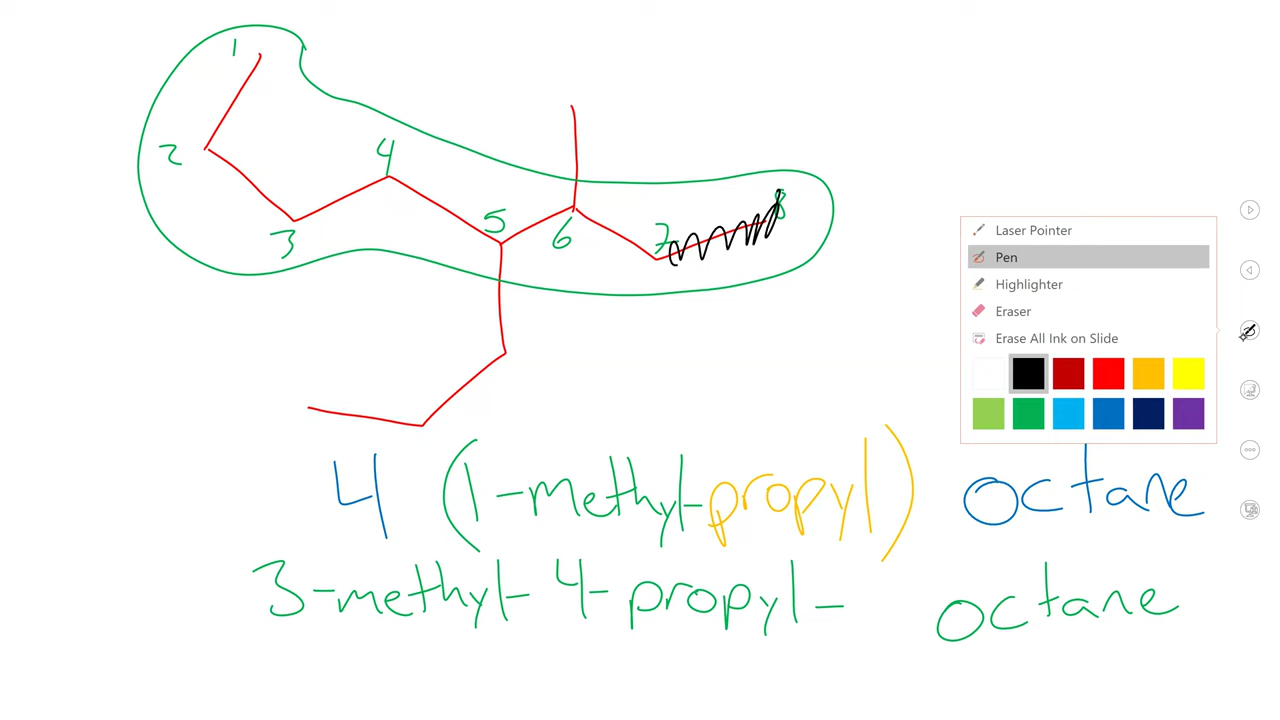 1
2
3
4
5
6
7
8
Laser Pointer
Pen
Highlighter
Eraser
Erase All Ink on Slide
4 (1-methyl-propyl) octane
3-methyl-4-propyl- octane